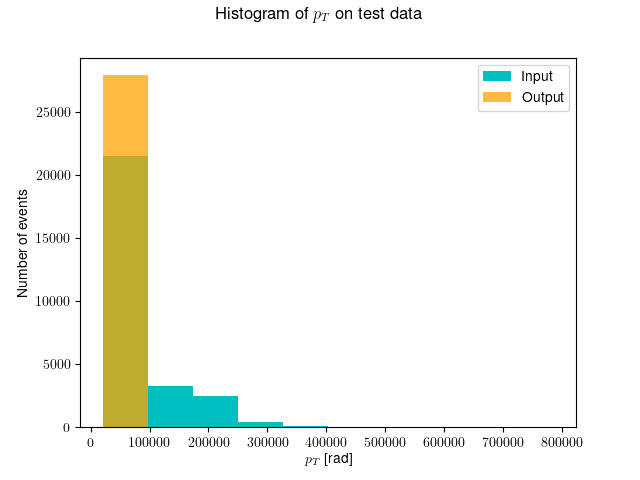 Histogram of p_T on test data
Input
Output
25000
20000
15000
10000
5000
0
Number of events
0 100000 200000 300000 400000 500000 600000 700000 800000
p_T [rad]